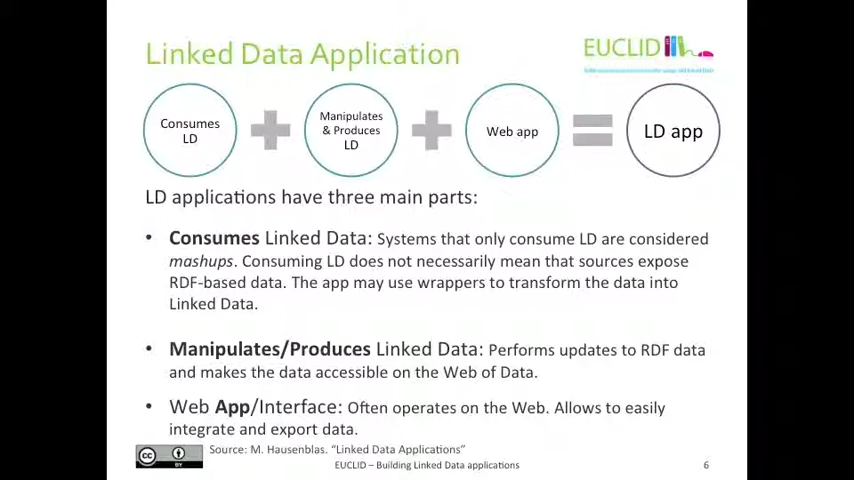 Linked Data Application
EUCLID
Consumes
LD
Manipulates
& Produces
LD
Web app
LD app
LD applications have three main parts:
• Consumes Linked Data: Systems that only consume LD are considered
mashups. Consuming LD does not necessarily mean that sources expose
RDF-based data. The app may use wrappers to transform the data into
Linked Data.
• Manipulates/Produces Linked Data: Performs updates to RDF data
and makes the data accessible on the Web of Data.
• Web App/Interface: Often operates on the Web. Allows to easily
integrate and export data.
Source: M. Hausenblas. “Linked Data Applications”
cc
BY
EUCLID – Building Linked Data applications
6